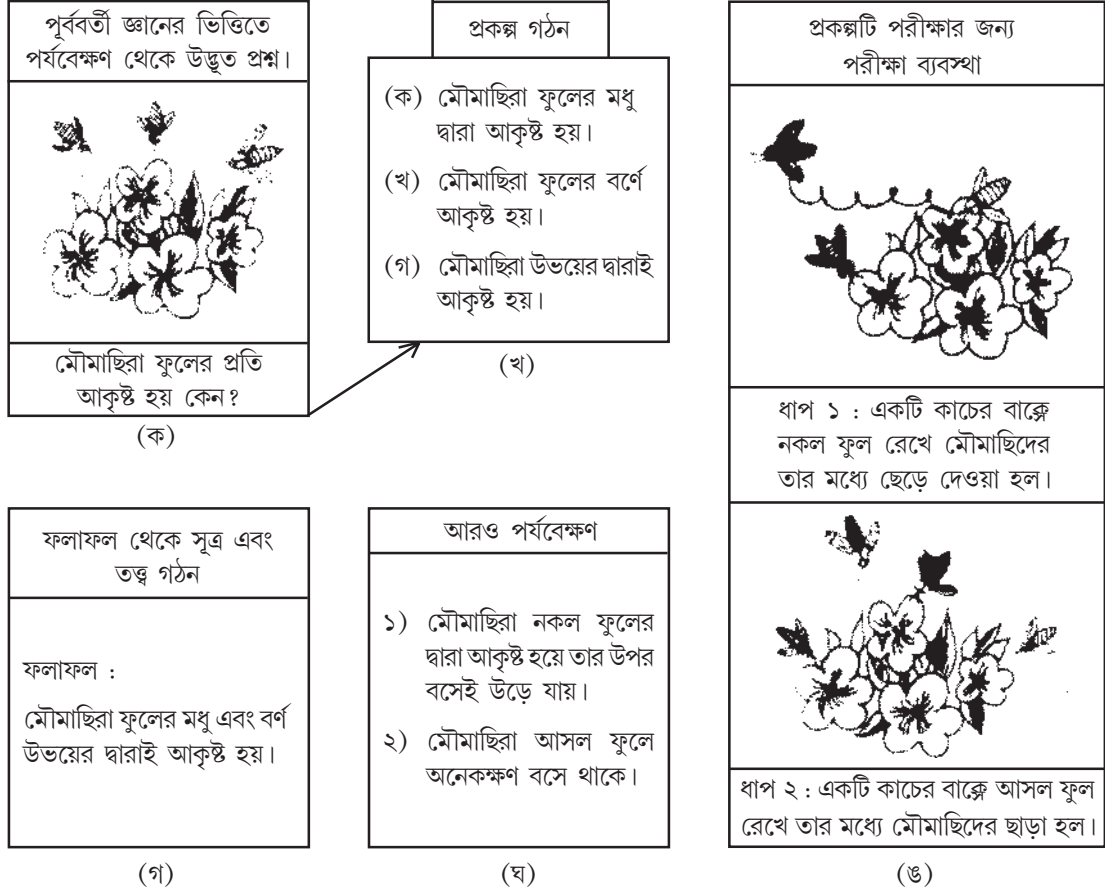 পূর্ববর্তী জ্ঞানের ভিত্তিতে
পর্যবেক্ষণ থেকে উদ্ভূত প্রশ্ন।
মৌমাছিরা ফুলের প্রতি
আকৃষ্ট হয় কেন?
(ক)
প্রকল্প গঠন
(ক) মৌমাছিরা ফুলের মধু
দ্বারা আকৃষ্ট হয়।
(খ) মৌমাছিরা ফুলের বর্ণে
আকৃষ্ট হয়।
(গ) মৌমাছিরা উভয়ের দ্বারাই
আকৃষ্ট হয়।
(খ)
প্রকল্পটি পরীক্ষার জন্য
পরীক্ষা ব্যবস্থা
ধাপ ১ : একটি কাচের বাক্সে
নকল ফুল রেখে মৌমাছিদের
তার মধ্যে ছেড়ে দেওয়া হল।
ধাপ ২ : একটি কাচের বাক্সে আসল ফুল
রেখে তার মধ্যে মৌমাছিদের ছাড়া হল।
(ঙ)
ফলাফল থেকে সূত্র এবং
তত্ত্ব গঠন
ফলাফল :
মৌমাছিরা ফুলের মধু এবং বর্ণ
উভয়ের দ্বারাই আকৃষ্ট হয়।
(গ)
আরও পর্যবেক্ষণ
১) মৌমাছিরা নকল ফুলের
দ্বারা আকৃষ্ট হয়ে তার উপর
বসেই উড়ে যায়।
২) মৌমাছিরা আসল ফুলে
অনেকক্ষণ বসে থাকে।
(ঘ)